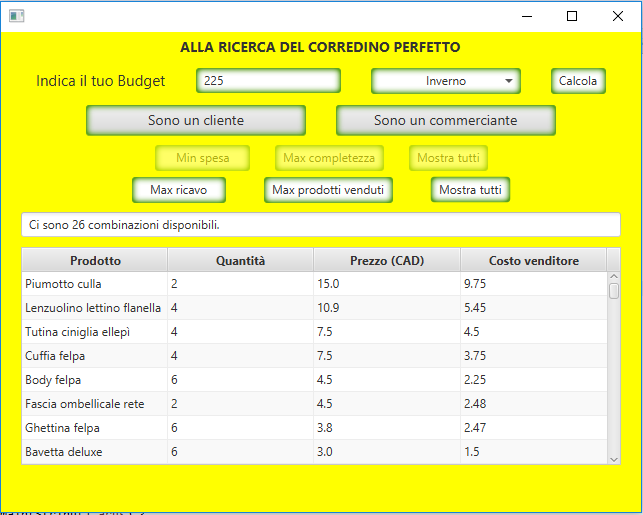 ALLA RICERCA DEL CORREDINO PERFETTO
Indica il tuo Budget 225 Inverno Calcola
Sono un cliente Sono un commerciante
Min spesa Max completezza Mostra tutti
Max ricavo Max prodotti venduti Mostra tutti
Ci sono 26 combinazioni disponibili.
Prodotto Quantità Prezzo (CAD) Costo venditore
Piumotto culla 2 15.0 9.75
Lenzuolino lettino flanella 4 10.9 5.45
Tutina ciniglia ellepì 4 7.5 4.5
Cuffia felpa 4 7.5 3.75
Body felpa 6 4.5 2.25
Fascia ombellicale rete 2 4.5 2.48
Ghettina felpa 6 3.8 2.47
Bavetta deluxe 6 3.0 1.5